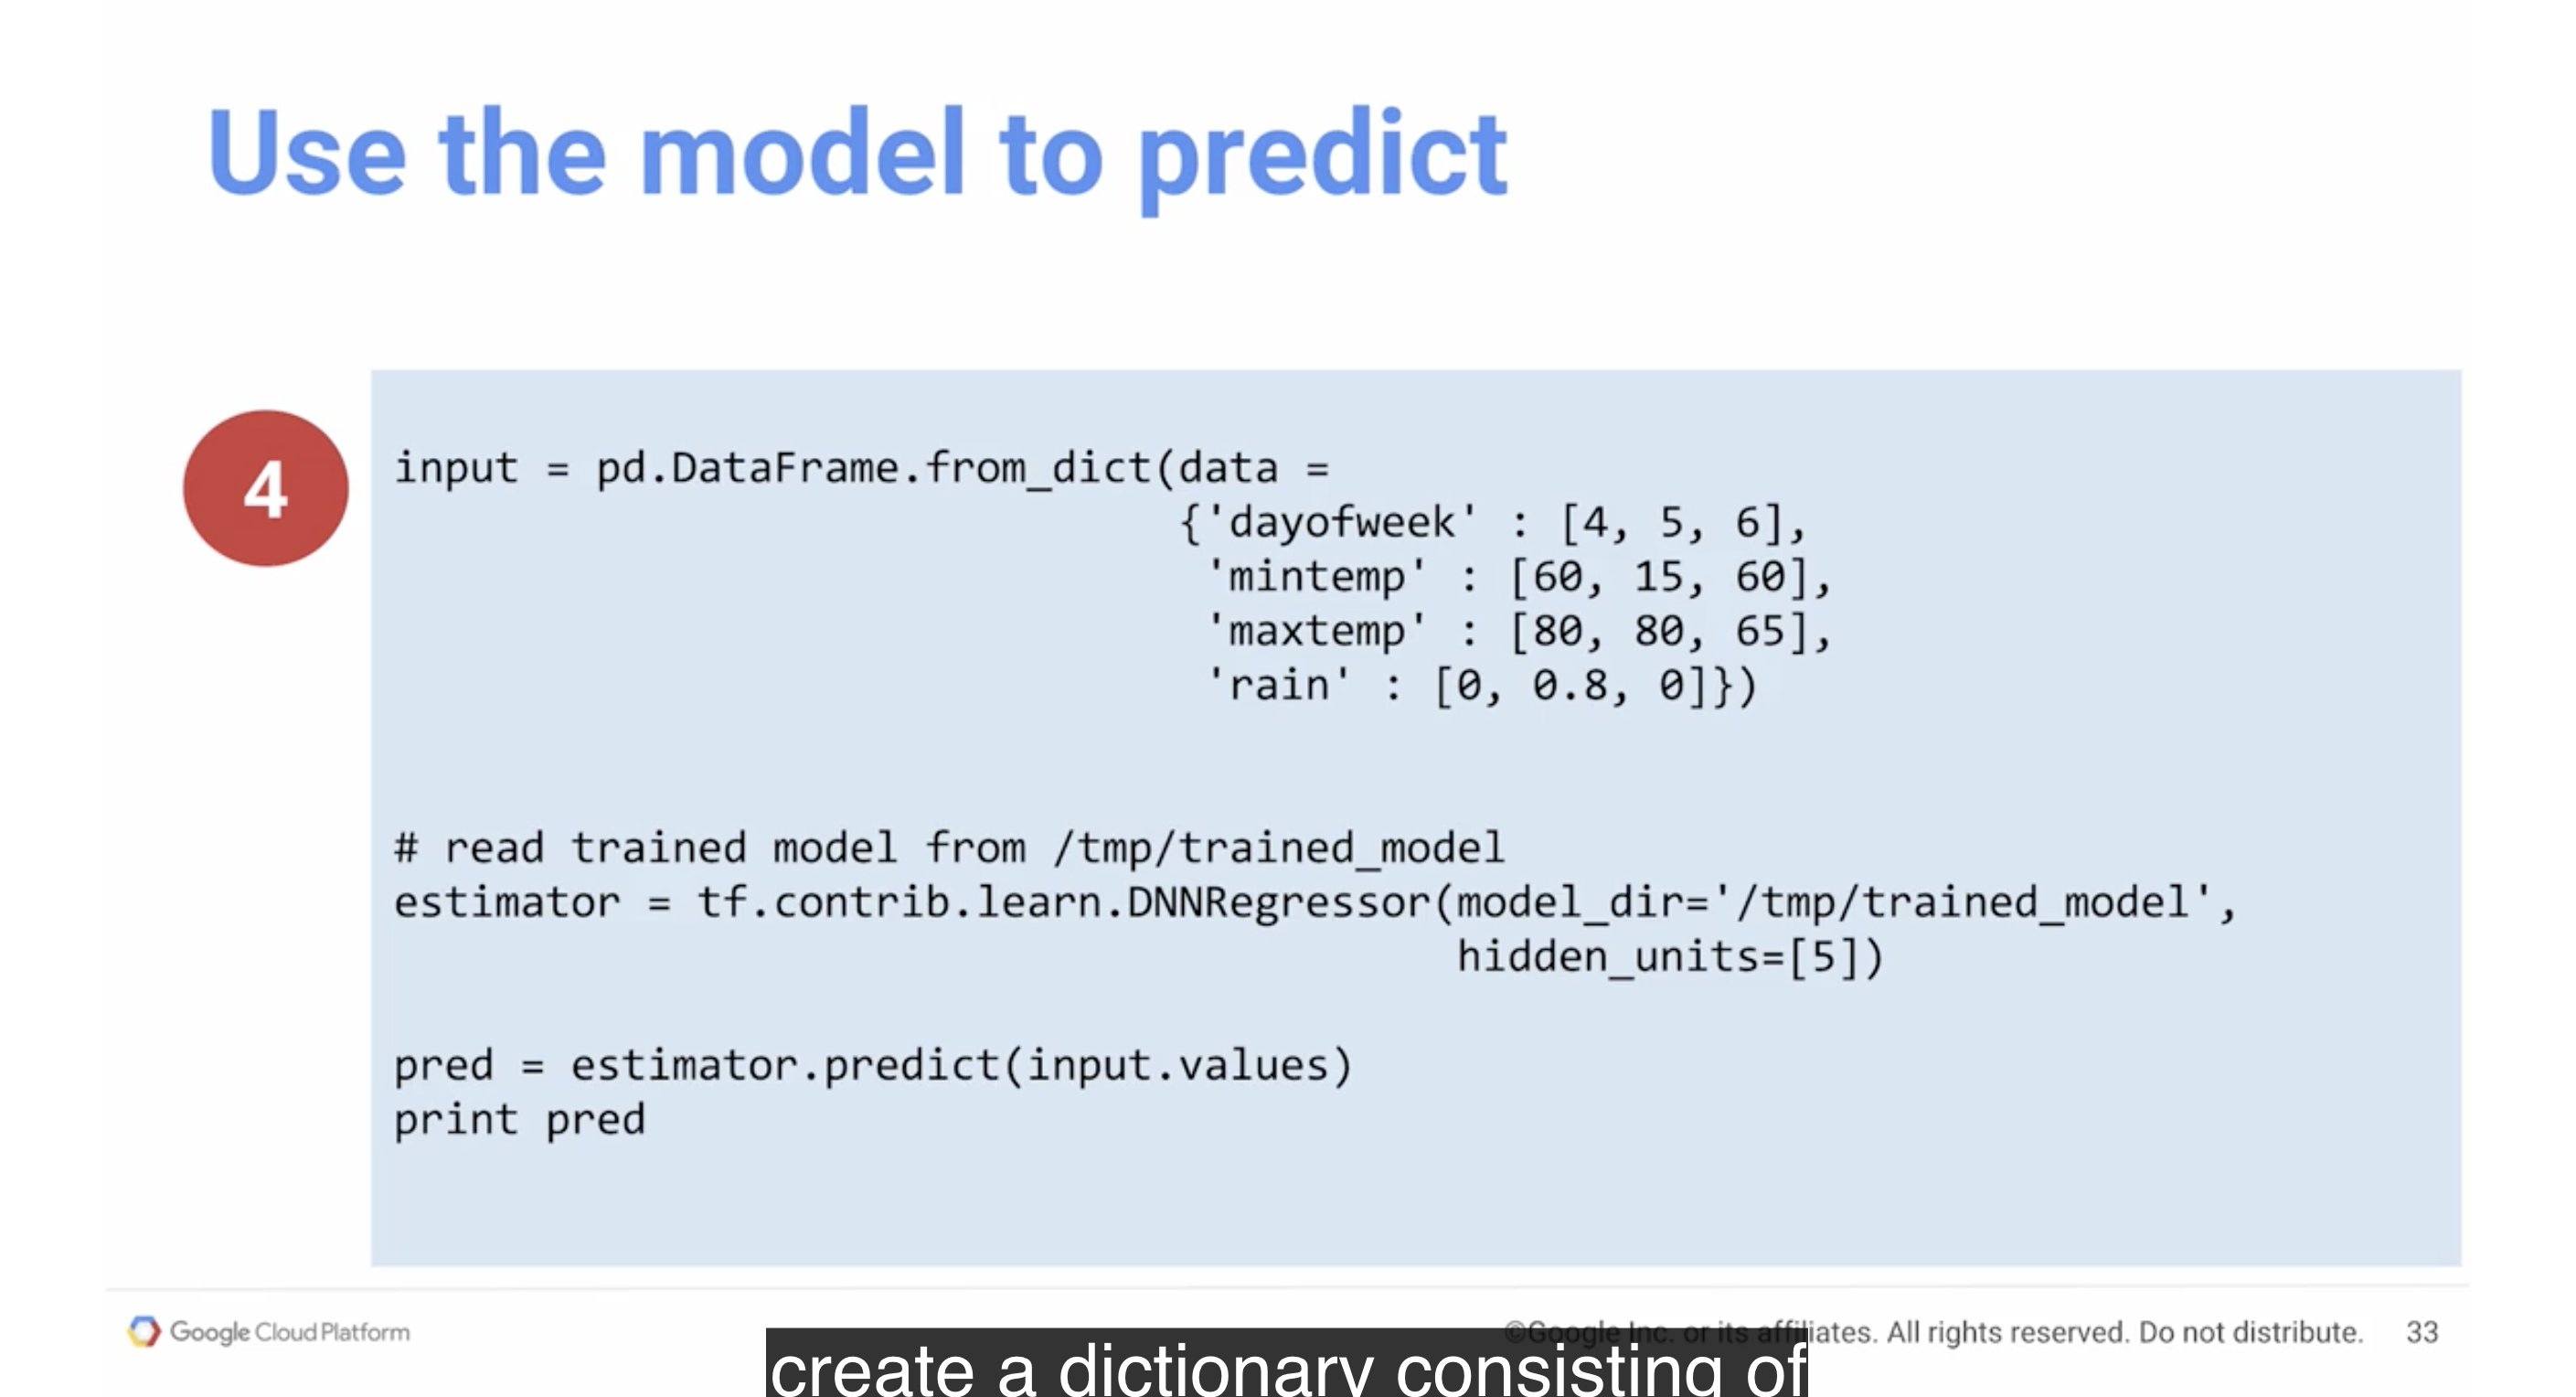 Use the model to predict
4
input = pd.DataFrame.from_dict(data =
{'dayofweek' : [4, 5, 6],
'mintemp' : [60, 15, 60],
'maxtemp' : [80, 80, 65],
'rain' : [0, 0.8, 0]})
# read trained model from /tmp/trained_model
estimator = tf.contrib.learn.DNNRegressor(model_dir='/tmp/trained_model',
hidden_units=[5])
pred = estimator.predict(input.values)
print pred
Google Cloud Platform
©Google Inc. or its affiliates. All rights reserved. Do not distribute. 33
create a dictionary consisting of